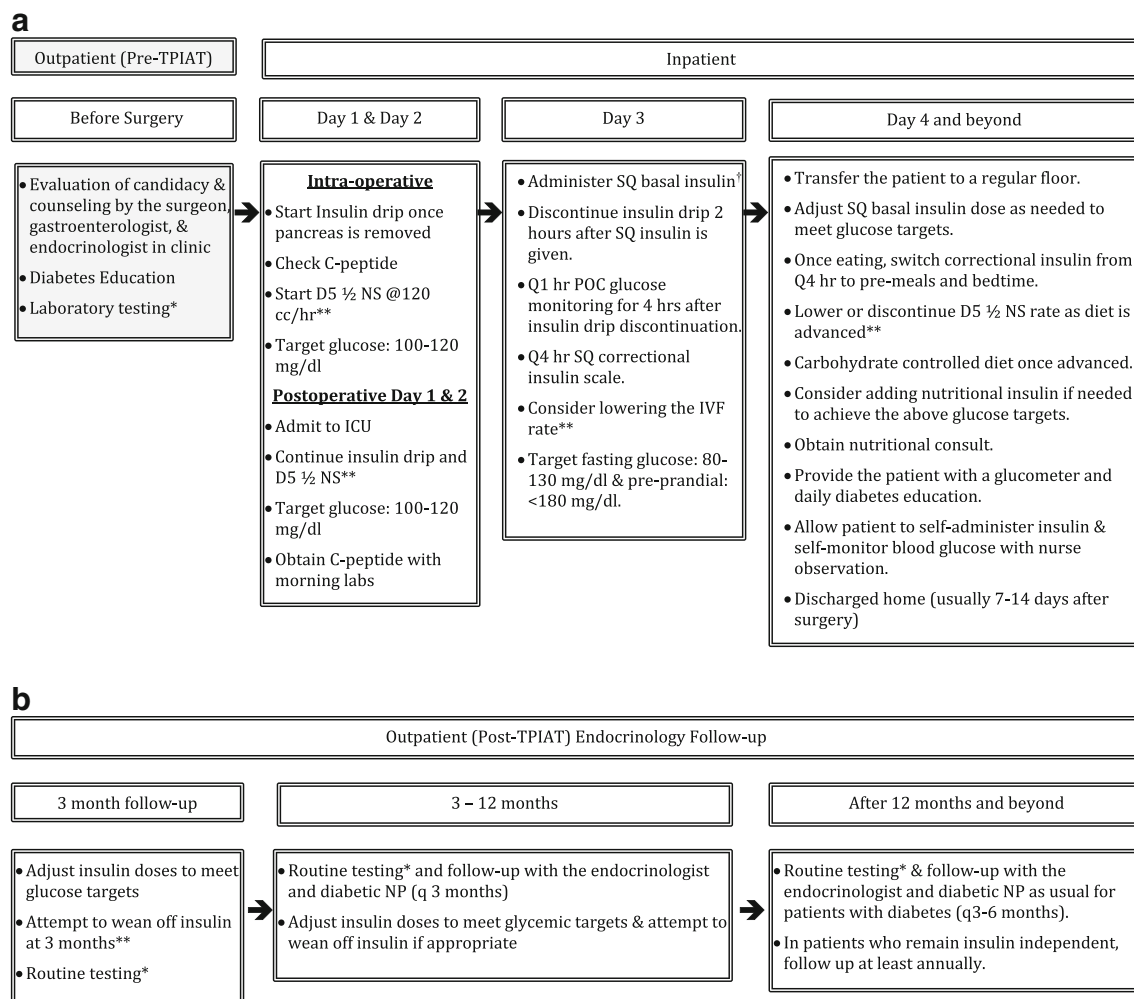 a
Outpatient (Pre-TPIAT)
Inpatient
Before Surgery
Day 1 & Day 2
Day 3
Day 4 and beyond
• Evaluation of candidacy &
counseling by the surgeon,
gastroenterologist, &
endocrinologist in clinic
• Diabetes Education
• Laboratory testing*
Intra-operative
• Start Insulin drip once
pancreas is removed
• Check C-peptide
• Start D5 ½ NS @120
cc/hr**
• Target glucose: 100-120
mg/dl
Postoperative Day 1 & 2
• Admit to ICU
• Continue insulin drip and
D5 ½ NS**
• Target glucose: 100-120
mg/dl
• Obtain C-peptide with
morning labs
• Administer SQ basal insulin†
• Discontinue insulin drip 2
hours after SQ insulin is
given.
• Q1 hr POC glucose
monitoring for 4 hrs after
insulin drip discontinuation.
• Q4 hr SQ correctional
insulin scale.
• Consider lowering the IVF
rate**
• Target fasting glucose: 80-
130 mg/dl & pre-prandial:
<180 mg/dl.
• Transfer the patient to a regular floor.
• Adjust SQ basal insulin dose as needed to
meet glucose targets.
• Once eating, switch correctional insulin from
Q4 hr to pre-meals and bedtime.
• Lower or discontinue D5 ½ NS rate as diet is
advanced**
• Carbohydrate controlled diet once advanced.
• Consider adding nutritional insulin if needed
to achieve the above glucose targets.
• Obtain nutritional consult.
• Provide the patient with a glucometer and
daily diabetes education.
• Allow patient to self-administer insulin &
self-monitor blood glucose with nurse
observation.
• Discharged home (usually 7-14 days after
surgery)
b
Outpatient (Post-TPIAT) Endocrinology Follow-up
3 month follow-up
3 – 12 months
After 12 months and beyond
• Adjust insulin doses to meet
glucose targets
• Attempt to wean off insulin
at 3 months**
• Routine testing*
• Routine testing* and follow-up with the endocrinologist
and diabetic NP (q 3 months)
• Adjust insulin doses to meet glycemic targets & attempt to
wean off insulin if appropriate
• Routine testing* & follow-up with the
endocrinologist and diabetic NP as usual for
patients with diabetes (q3-6 months).
• In patients who remain insulin independent,
follow up at least annually.